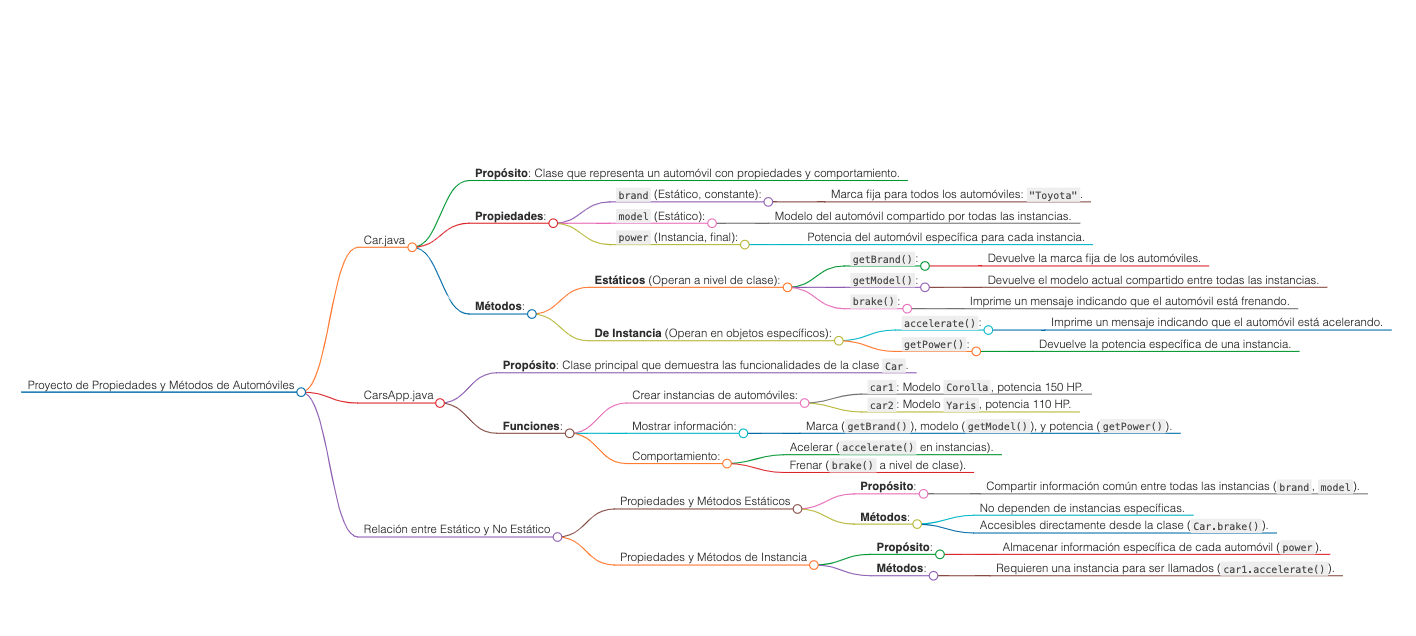 Proyecto de Propiedades y Métodos de Automóviles
Car.java
Propósito: Clase que representa un automóvil con propiedades y comportamiento.
Propiedades:
brand (Estático, constante):
Marca fija para todos los automóviles: "Toyota".
model (Estático):
Modelo del automóvil compartido por todas las instancias.
power (Instancia, final):
Potencia del automóvil específica para cada instancia.
Métodos:
Estáticos (Operan a nivel de clase):
getBrand():
Devuelve la marca fija de los automóviles.
getModel():
Devuelve el modelo actual compartido entre todas las instancias.
brake():
Imprime un mensaje indicando que el automóvil está frenando.
De Instancia (Operan en objetos específicos):
accelerate():
Imprime un mensaje indicando que el automóvil está acelerando.
getPower():
Devuelve la potencia específica de una instancia.
CarsApp.java
Propósito: Clase principal que demuestra las funcionalidades de la clase Car.
Funciones:
Crear instancias de automóviles:
car1: Modelo Corolla, potencia 150 HP.
car2: Modelo Yaris, potencia 110 HP.
Mostrar información:
Marca (getBrand()), modelo (getModel()), y potencia (getPower()).
Comportamiento:
Acelerar (accelerate() en instancias).
Frenar (brake() a nivel de clase).
Relación entre Estático y No Estático
Propiedades y Métodos Estáticos
Propósito:
Compartir información común entre todas las instancias (brand, model).
Métodos:
No dependen de instancias específicas.
Accesibles directamente desde la clase (Car.brake()).
Propiedades y Métodos de Instancia
Propósito:
Almacenar información específica de cada automóvil (power).
Métodos:
Requieren una instancia para ser llamados (car1.accelerate()).